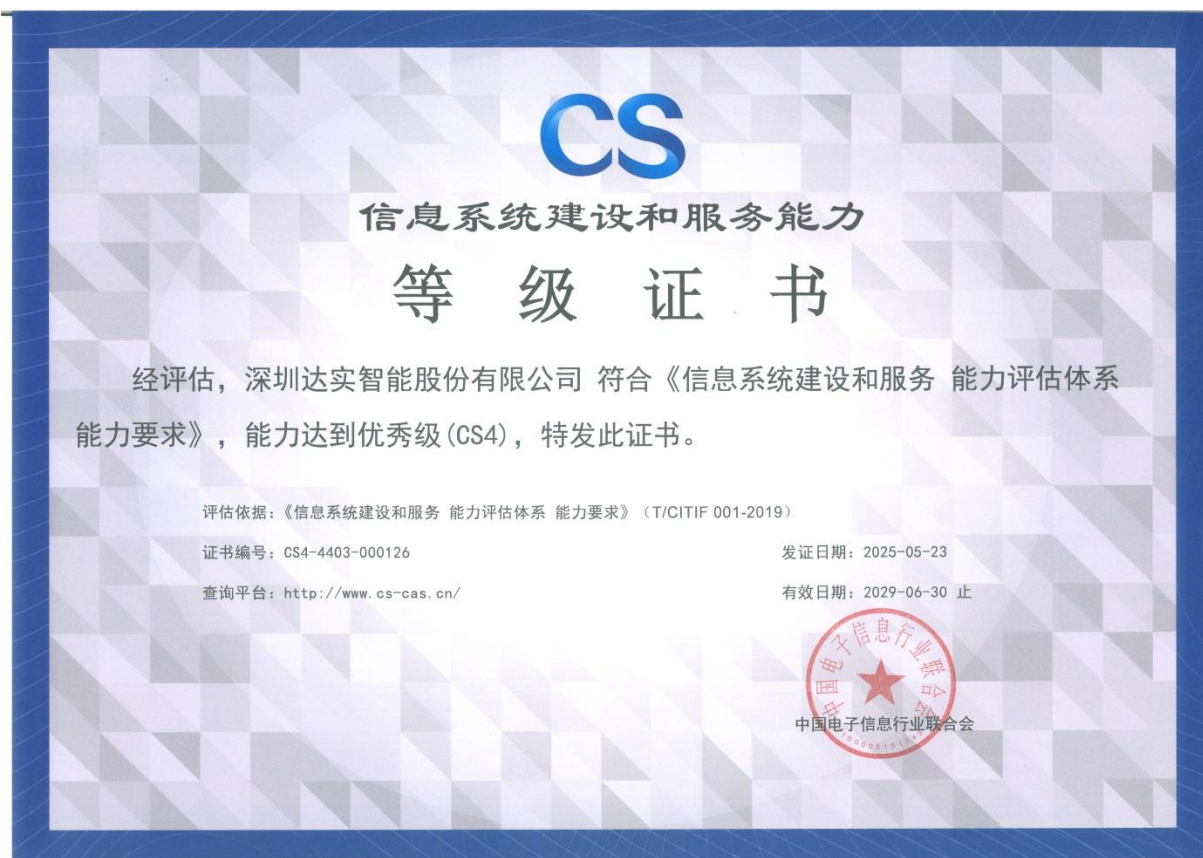 CS
信息系统建设和服务能力
等级证书
经评估，深圳达实智能股份有限公司 符合《信息系统建设和服务 能力评估体系
能力要求》，能力达到优秀级(CS4)，特发此证书。
评估依据：《信息系统建设和服务 能力评估体系 能力要求》（T/CITIF 001-2019）
证书编号：CS4-4403-000126
发证日期：2025-05-23
查询平台：http://www.cs-cas.cn/
有效日期：2029-06-30 止
中国电子信息行业联合会
中国电子信息行业联合会